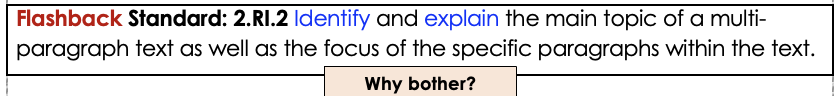 Flashback Standard: 2.RI.2 Identify and explain the main topic of a multi-
paragraph text as well as the focus of the specific paragraphs within the text.
Why bother?